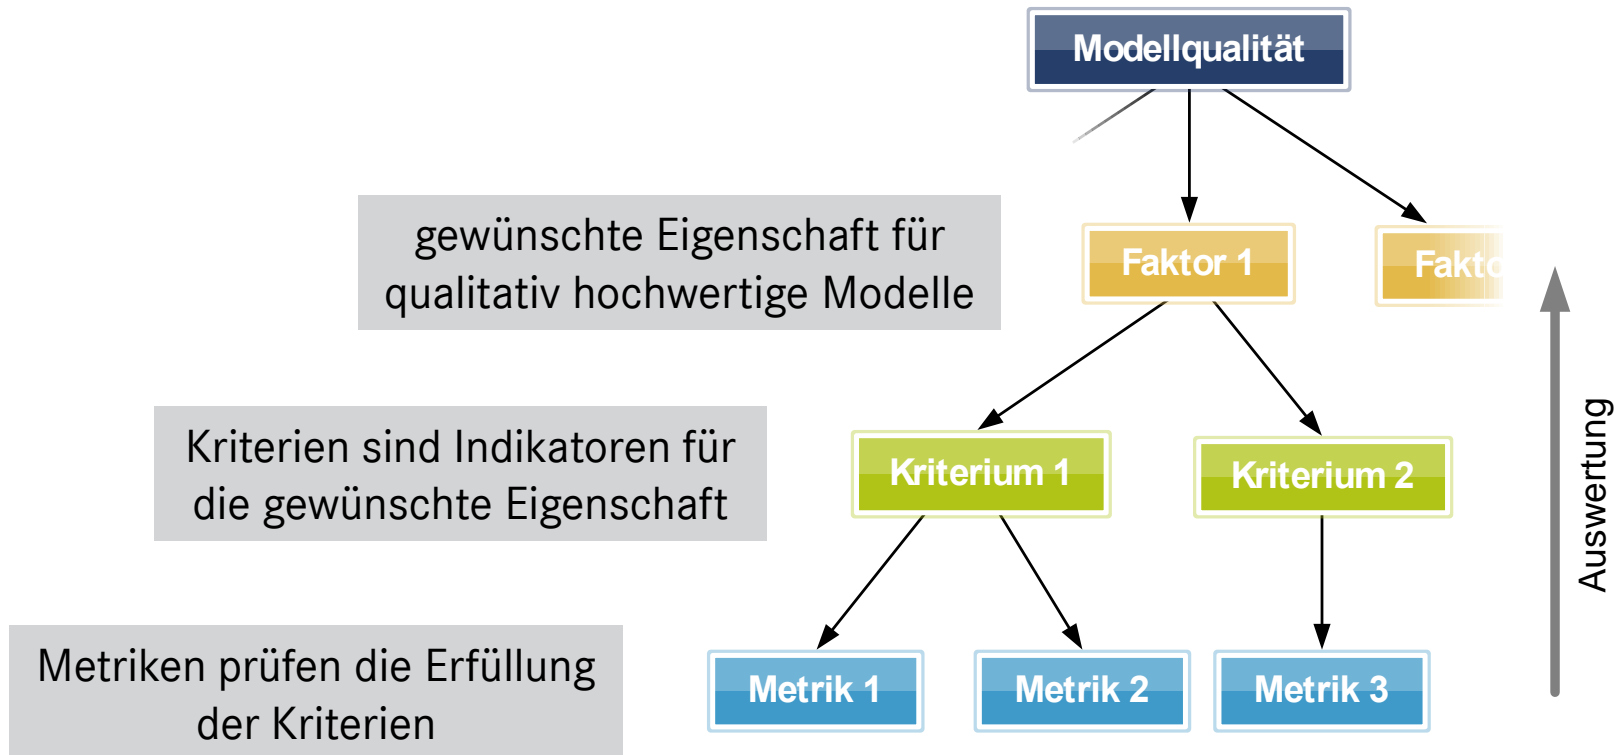 Modellqualität
gewünschte Eigenschaft für
qualitativ hochwertige Modelle
Faktor 1
Kriterien sind Indikatoren für
die gewünschte Eigenschaft
Kriterium 1
Kriterium 2
Auswertung
Metriken prüfen die Erfüllung
der Kriterien
Metrik 1
Metrik 2
Metrik 3